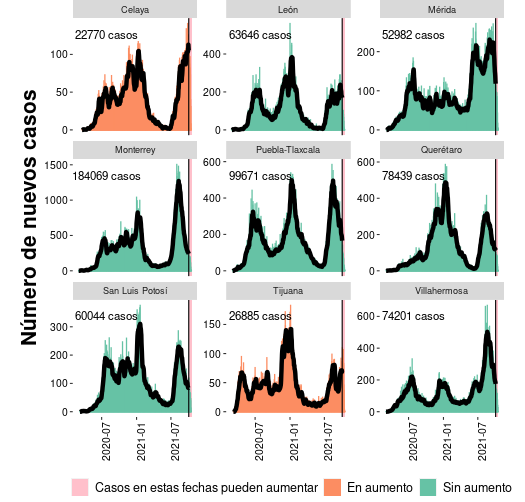 Número de nuevos casos
Celaya
León
Mérida
22770 casos
63646 casos
52982 casos
100
50
0
400
200
0
200
100
0
Monterrey
Puebla-Tlaxcala
Querétaro
184069 casos
99671 casos
78439 casos
1500
1000
500
0
600
400
200
0
600
400
200
0
San Luis Potosí
Tijuana
Villahermosa
60044 casos
26885 casos
74201 casos
300
200
100
0
150
100
50
0
600
400
200
0
2020-07
2021-01
2021-07
2020-07
2021-01
2021-07
2020-07
2021-01
2021-07
Casos en estas fechas pueden aumentar
En aumento
Sin aumento